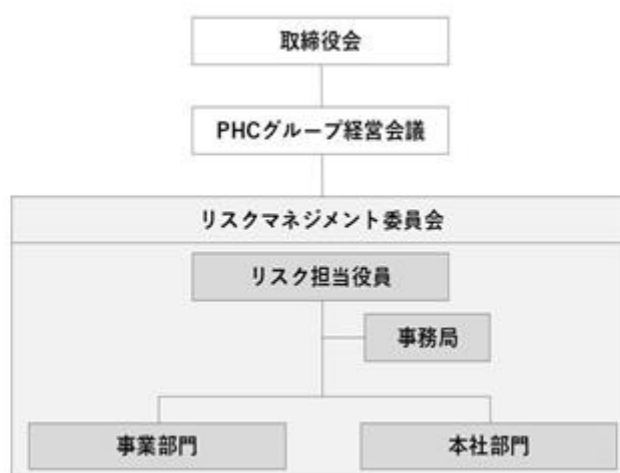 取締役会
PHCグループ経営会議
リスクマネジメント委員会
リスク担当役員
事務局
事業部門
本社部門